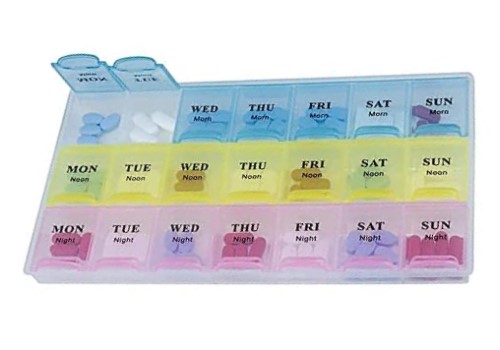 MON TUE
WED THU FRI SAT SUN
Morn Morn Morn Morn Morn
MON TUE WED THU FRI SAT SUN
Noon Noon Noon Noon Noon Noon Noon
MON TUE WED THU FRI SAT SUN
Night Night Night Night Night Night Night